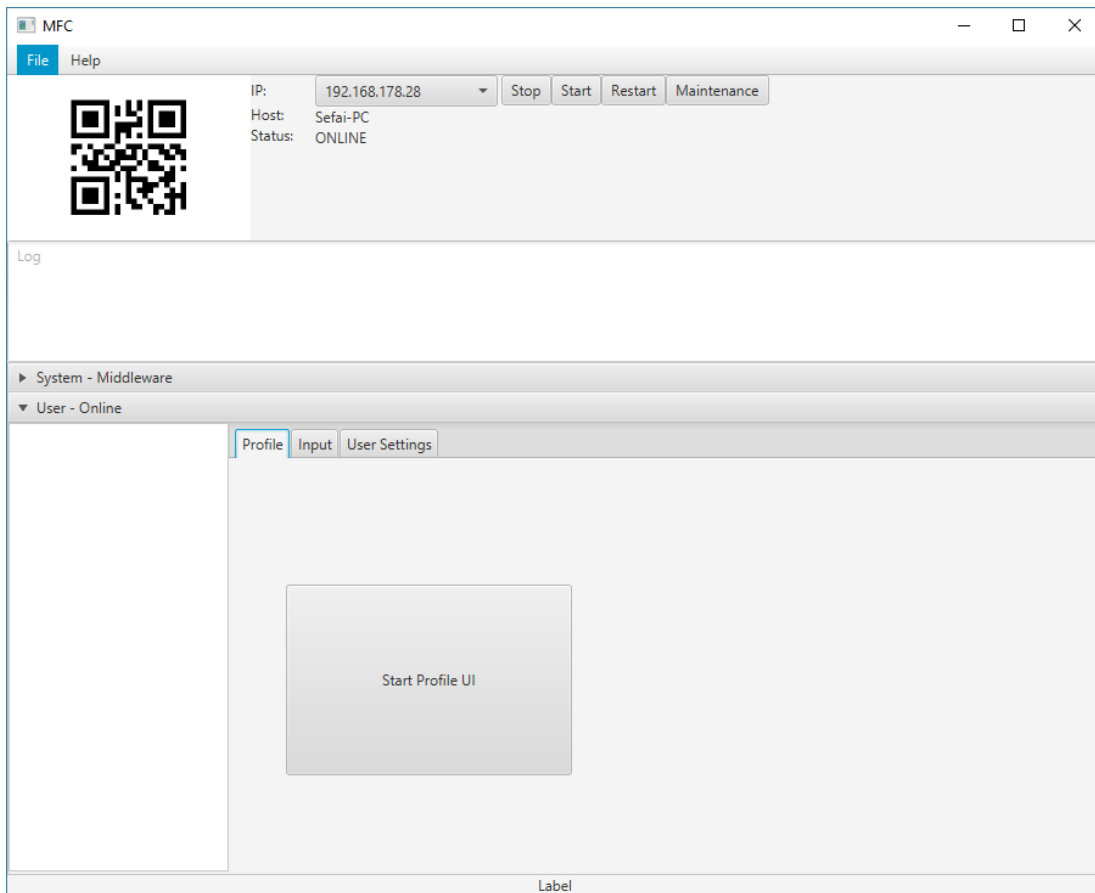 MFC
File Help
IP: 192.168.178.28 Stop Start Restart Maintenance
Host: Sefai-PC
Status: ONLINE
Log
System - Middleware
User - Online
Profile Input User Settings
Start Profile UI
Label